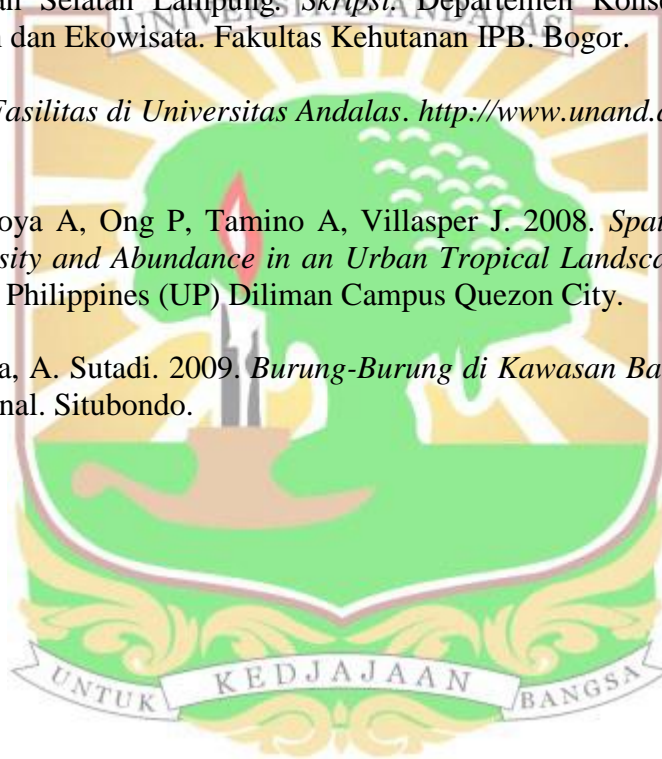 an Selatan Lampung. Skripsi. Departemen Konse
UNIVERSITAS ANDALAS
n dan Ekowisata. Fakultas Kehutanan IPB. Bogor.
Fasilitas di Universitas Andalas. http://www.unand.a
oya A, Ong P, Tamino A, Villasper J. 2008. Spat
sity and Abundance in an Urban Tropical Landsca
Philippines (UP) Diliman Campus Quezon City.
a, A. Sutadi. 2009. Burung-Burung di Kawasan Ba
nal. Situbondo.
UNTUK KEDJAJAAN BANGSA